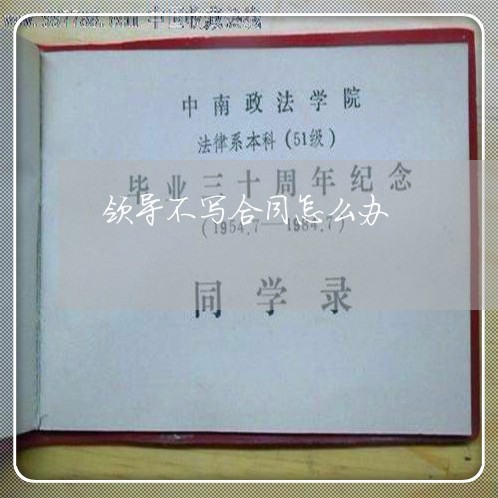 中南政法学院
法律系本科(51级)
毕业三十周年纪念
领导不写合同怎么办
(1954.7—1984.7)
同学录